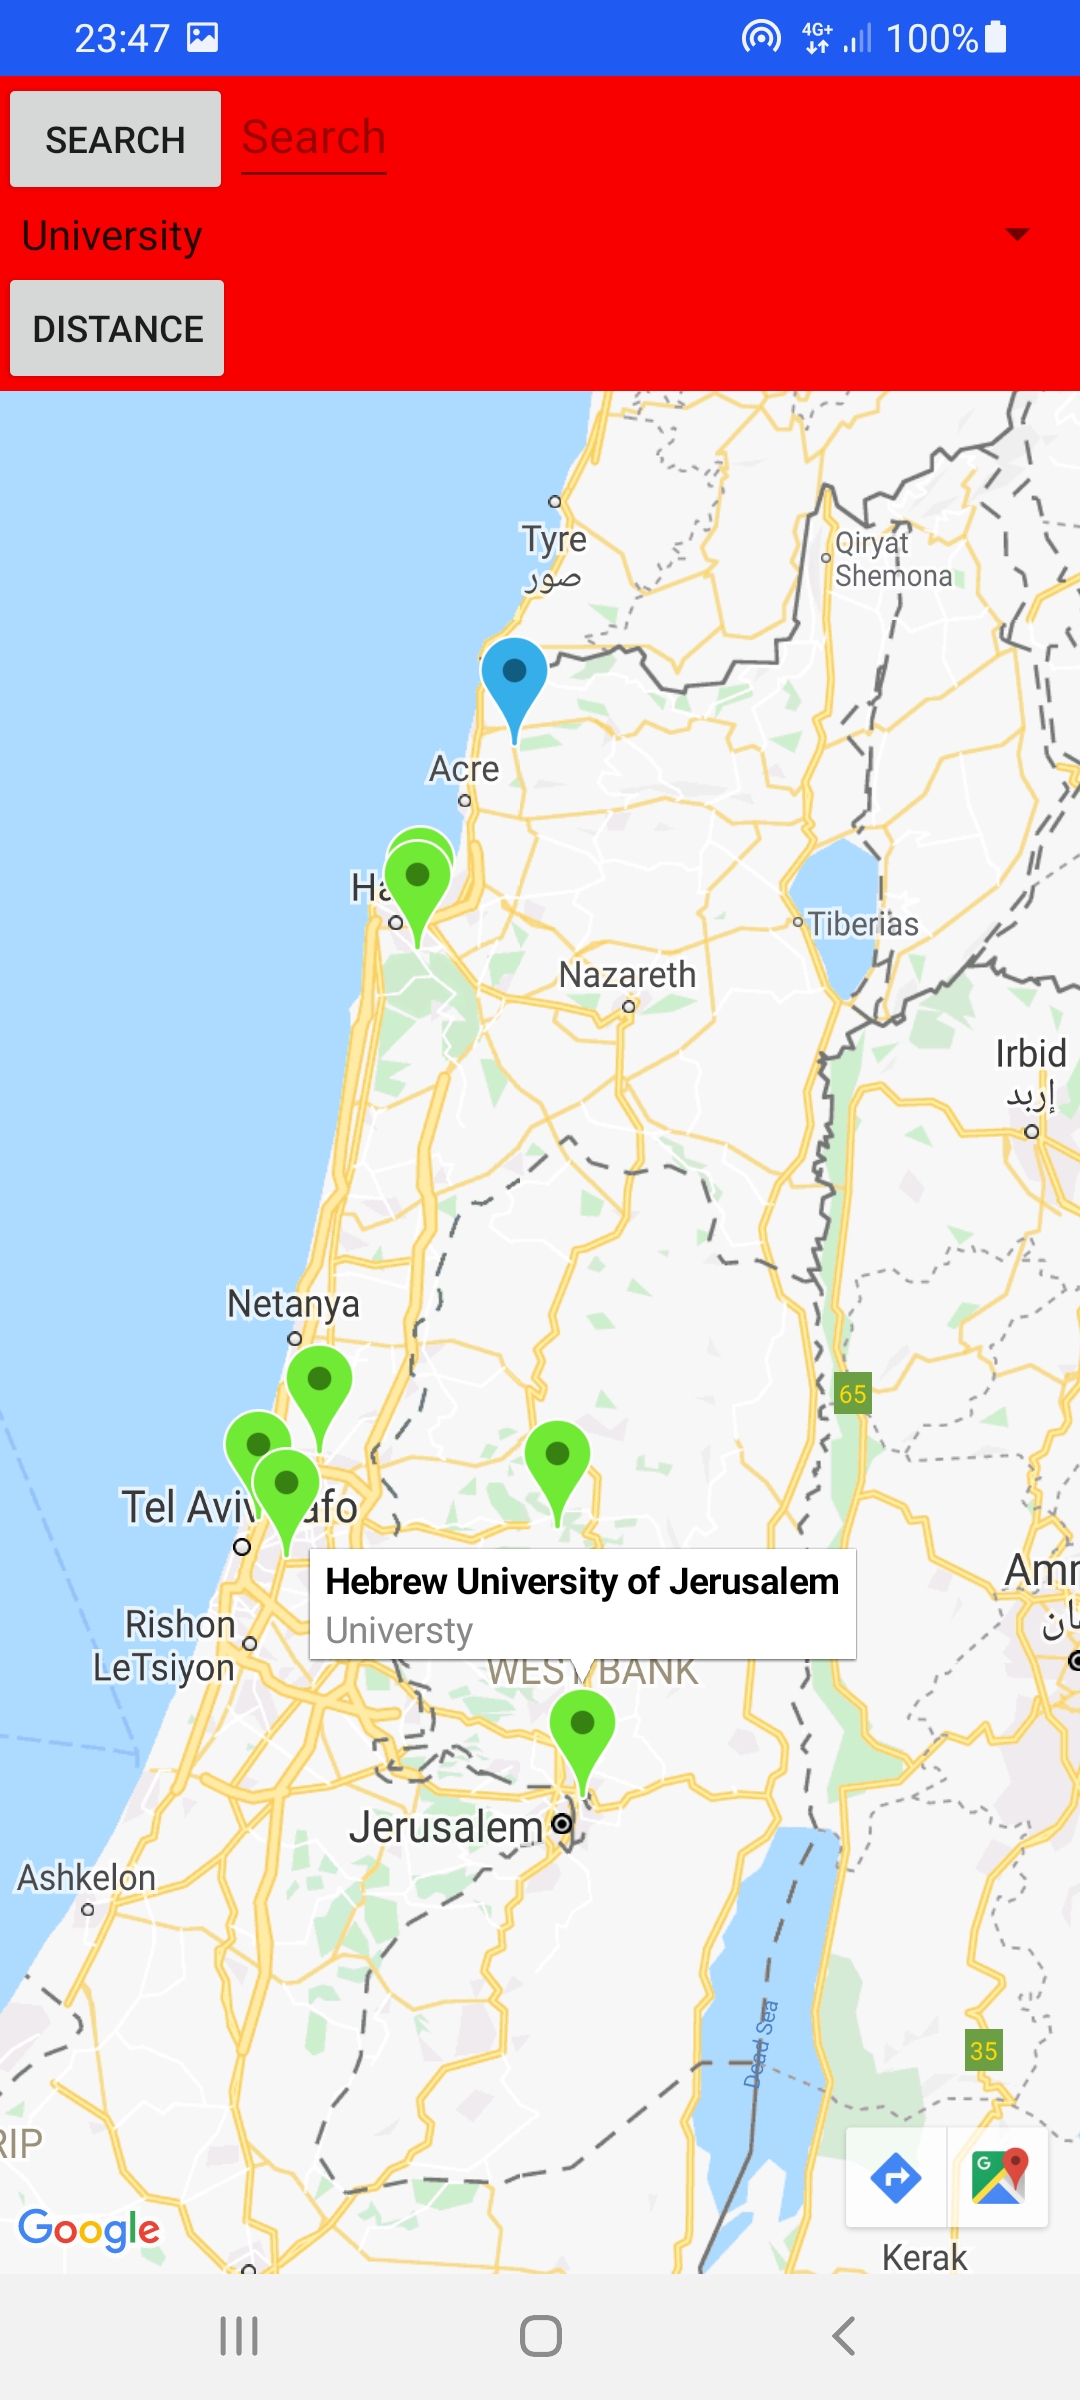 23:47
4G+
100%
SEARCH
Search
University
DISTANCE
Tyre
صور
Qiryat
Shemona
Acre
Ha
Tiberias
Nazareth
Irbid
إربد
Netanya
65
Tel Aviv afo
Hebrew University of Jerusalem
Universty
Amr
Rishon
LeTsiyon
WEST BANK
Jerusalem
Ashkelon
Dead Sea
35
RIP
G
Google
Kerak